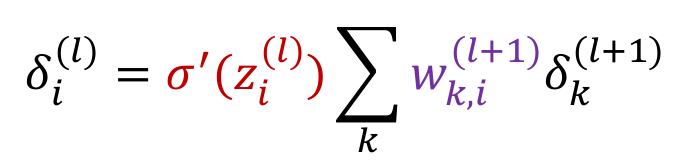 δ_i^{(l)} = σ′(z_i^{(l)}) ∑_k w_{k,i}^{(l+1)} δ_k^{(l+1)}